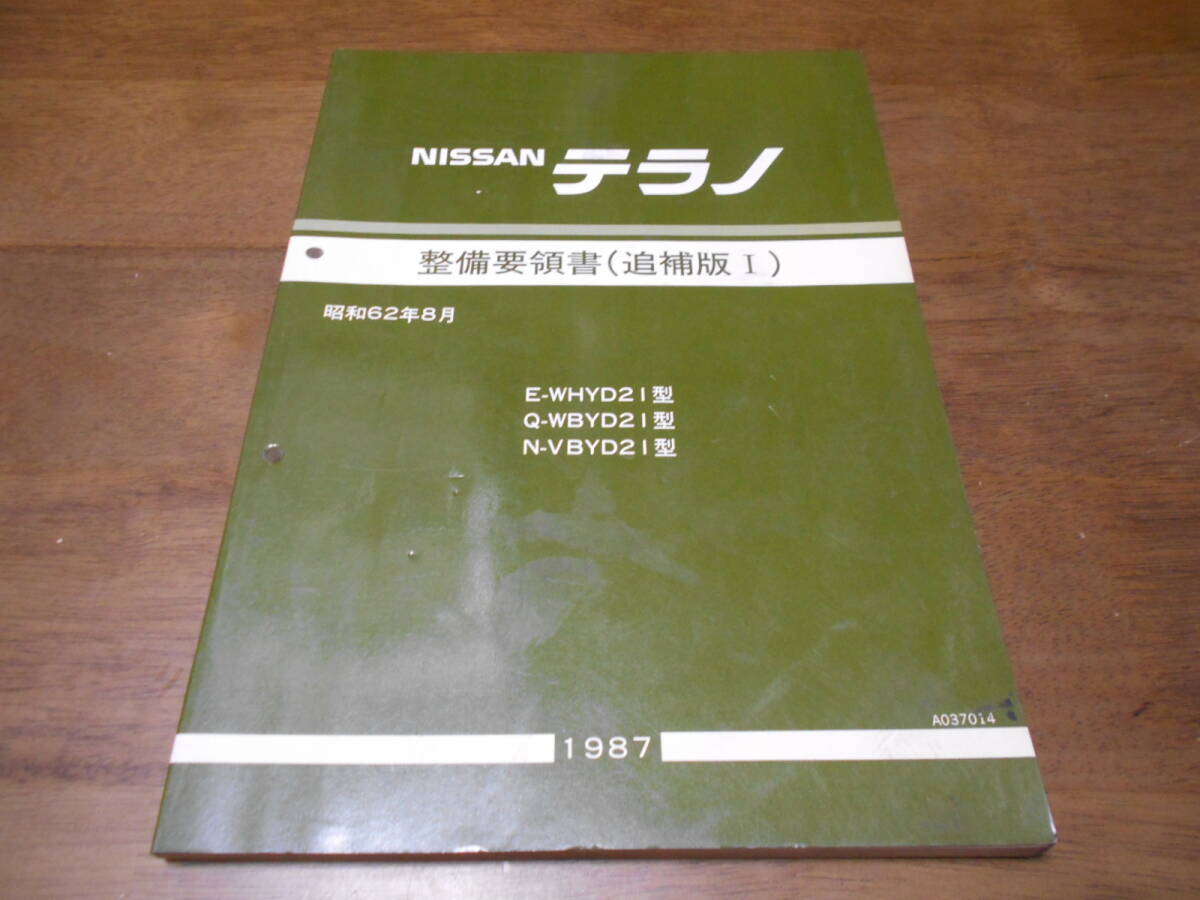 NISSAN テラノ
整備要領書(追補版Ⅰ)
昭和62年8月
E-WHYD21型
Q-WBYD21型
N-VBYD21型
A037014
1987